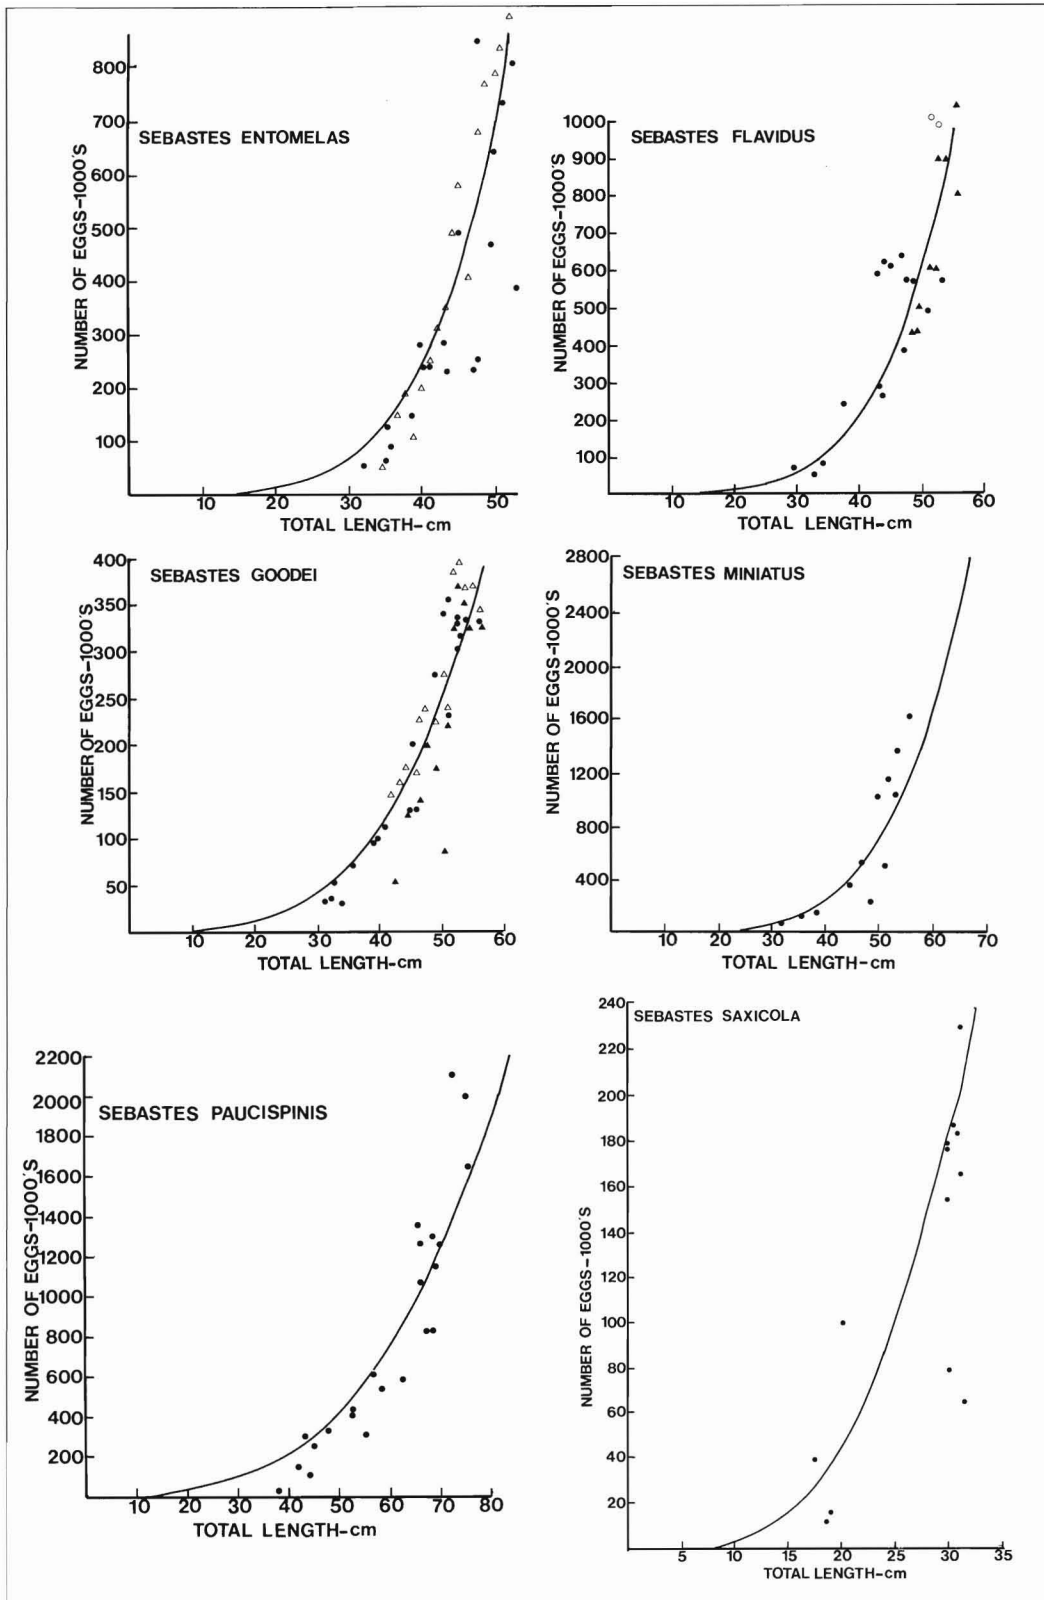 SEBASTES ENTOMELAS
NUMBER OF EGGS-1000'S
800
700
600
500
400
300
200
100
10 20 30 40 50
TOTAL LENGTH-cm
SEBASTES FLAVIDUS
NUMBER OF EGGS-1000'S
1000
900
800
700
600
500
400
300
200
100
10 20 30 40 50 60
TOTAL LENGTH-cm
SEBASTES GOODEI
NUMBER OF EGGS-1000'S
400
350
300
250
200
150
100
50
10 20 30 40 50 60
TOTAL LENGTH-cm
SEBASTES MINIATUS
NUMBER OF EGGS-1000'S
2800
2400
2000
1600
1200
800
400
10 20 30 40 50 60 70
TOTAL LENGTH-cm
SEBASTES PAUCISPINIS
NUMBER OF EGGS-1000'S
2200
2000
1800
1600
1400
1200
1000
800
600
400
200
10 20 30 40 50 60 70 80
TOTAL LENGTH-cm
SEBASTES SAXICOLA
NUMBER OF EGGS-1000'S
240
220
200
180
160
140
120
100
80
60
40
20
5 10 15 20 25 30 35
TOTAL LENGTH-cm